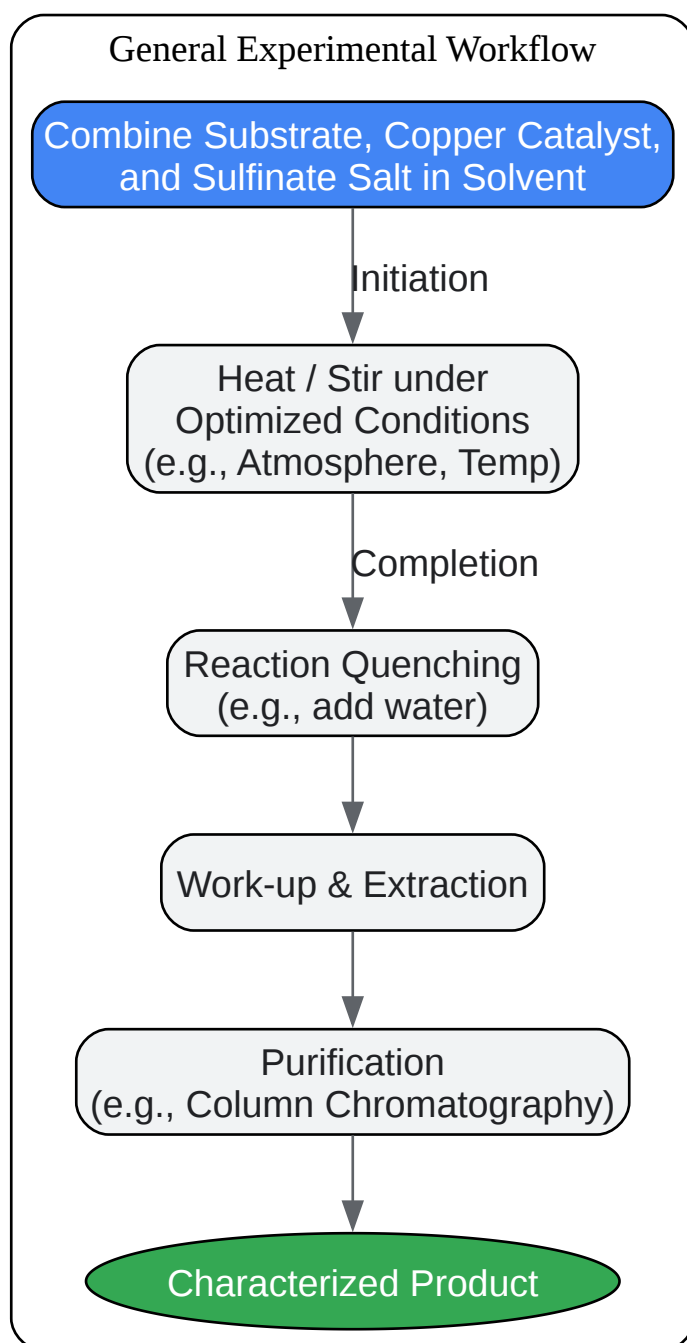 General Experimental Workflow
Combine Substrate, Copper Catalyst,
and Sulfinate Salt in Solvent
Initiation
Heat / Stir under
Optimized Conditions
(e.g., Atmosphere, Temp)
Completion
Reaction Quenching
(e.g., add water)
Work-up & Extraction
Purification
(e.g., Column Chromatography)
Characterized Product